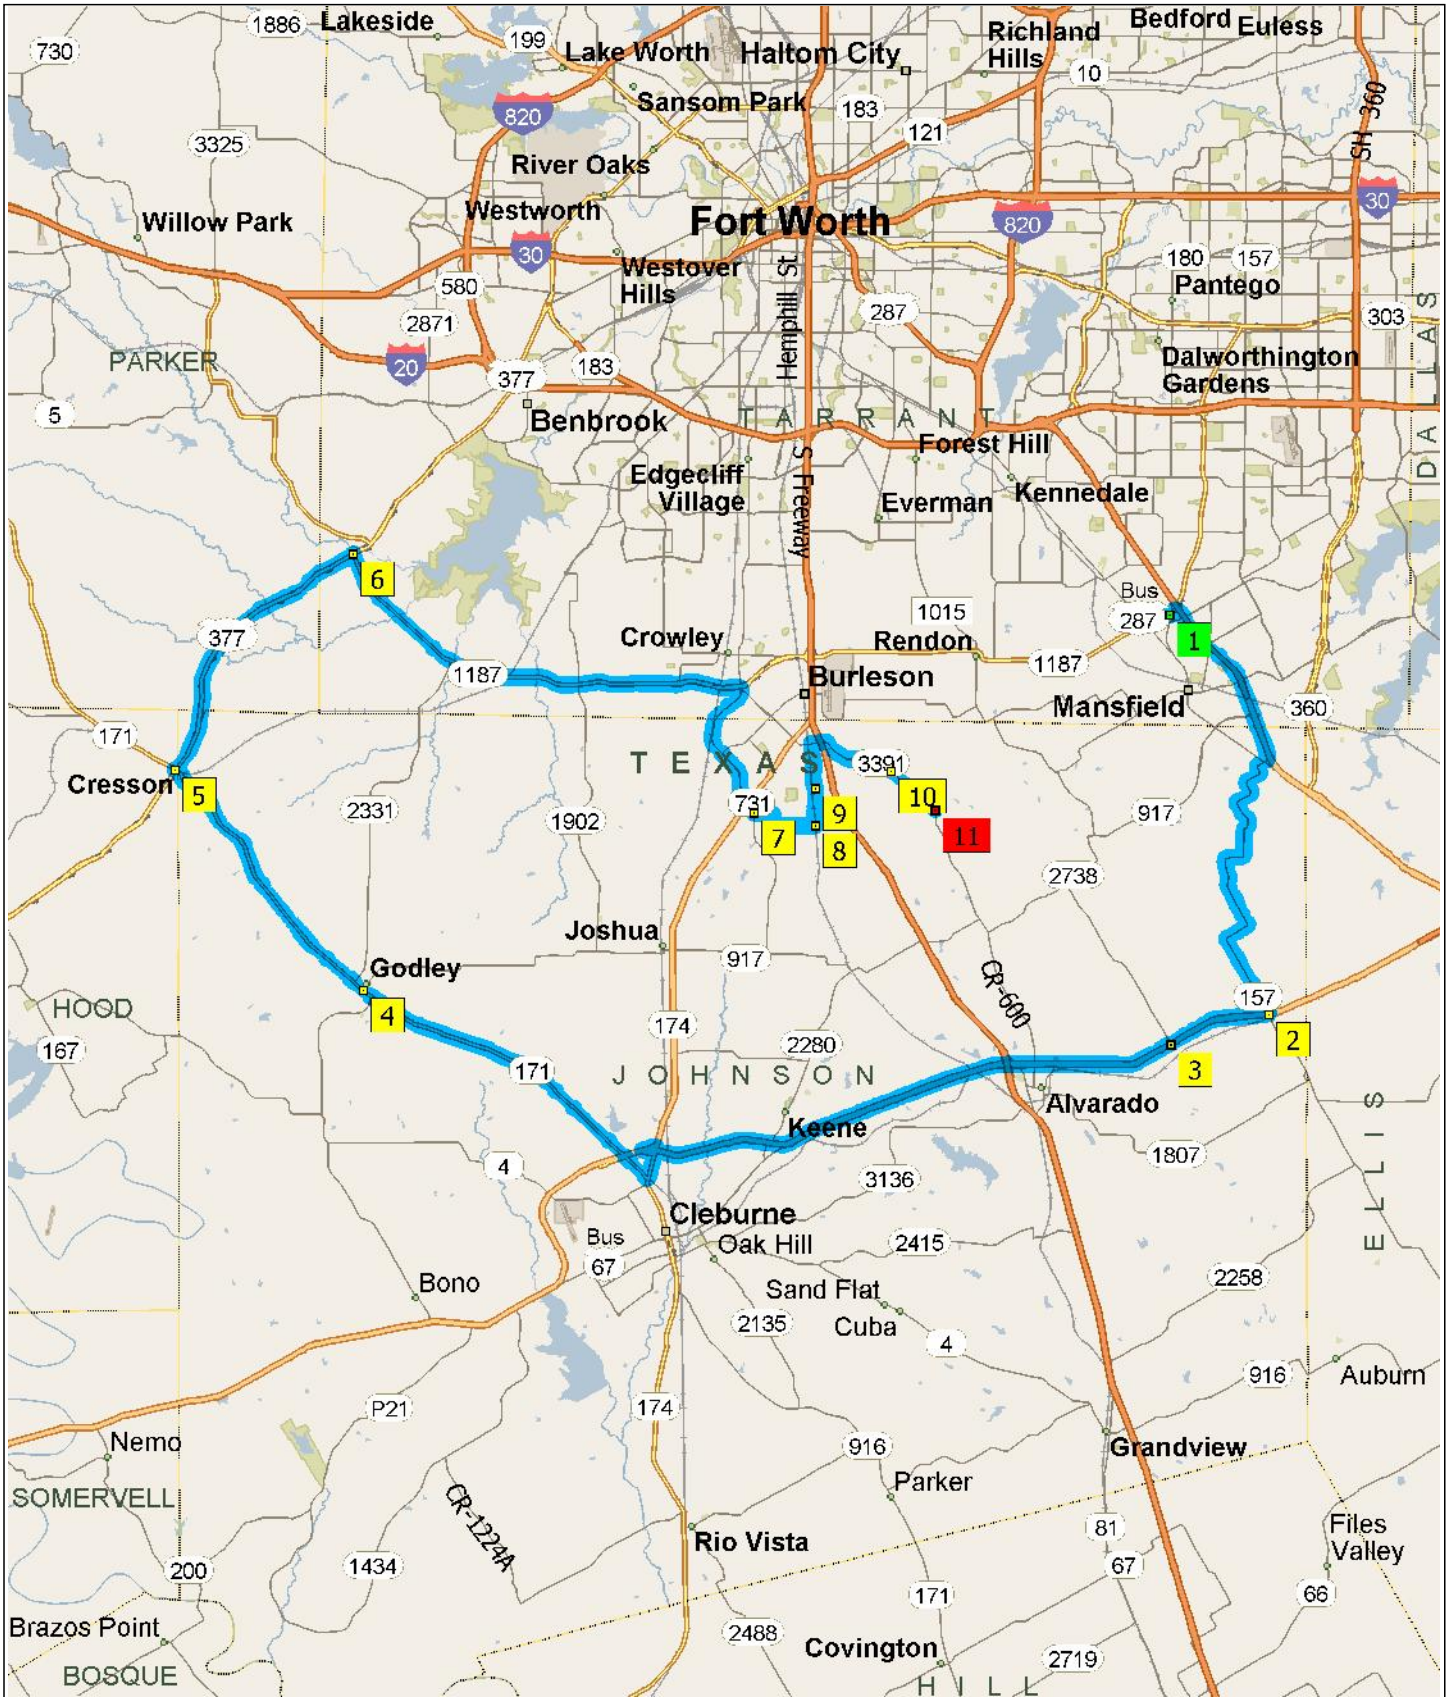 1886
Lakeside
Bedford
Euless
730
199
Lake Worth
Haltom City
Richland
Hills
10
Sansom Park
183
820
121
SH 360
3325
River Oaks
Westworth
30
Willow Park
Fort Worth
820
30
Westover
Hills
Hemphill St
180
157
580
Pantego
2871
287
303
PARKER
20
377
183
Dalworthington
Gardens
DALLAS
5
Benbrook
TARRANT
Forest Hill
Edgecliff
Village
S Freeway
Everman
Kennedale
6
Bus
287
1
1015
377
Crowley
Rendon
1187
1187
Burleson
Mansfield
360
171
TEXAS
3391
Cresson
5
2331
1902
731
7
9
8
10
11
917
2738
Joshua
917
Godley
4
CR-600
157
2
HOOD
167
174
2280
3
171
JOHNSON
Alvarado
Keene
1807
ELLIS
4
3136
Cleburne
Bus
67
Oak Hill
2415
Bono
Sand Flat
2258
2135
Cuba
4
916
Auburn
P21
174
Nemo
916
Grandview
SOMERVELL
Parker
CR-1224A
81
Files
Valley
Rio Vista
200
1434
67
171
66
Brazos Point
2488
Covington
2719
BOSQUE
HILL